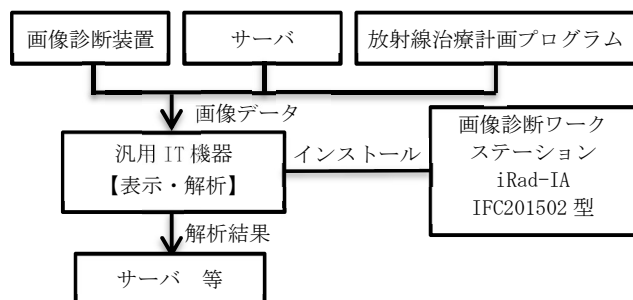 画像診断装置
サーバ
放射線治療計画プログラム
画像データ
汎用 IT 機器
【表示・解析】
インストール
画像診断ワーク
ステーション
iRad-IA
IFC201502 型
解析結果
サーバ　等